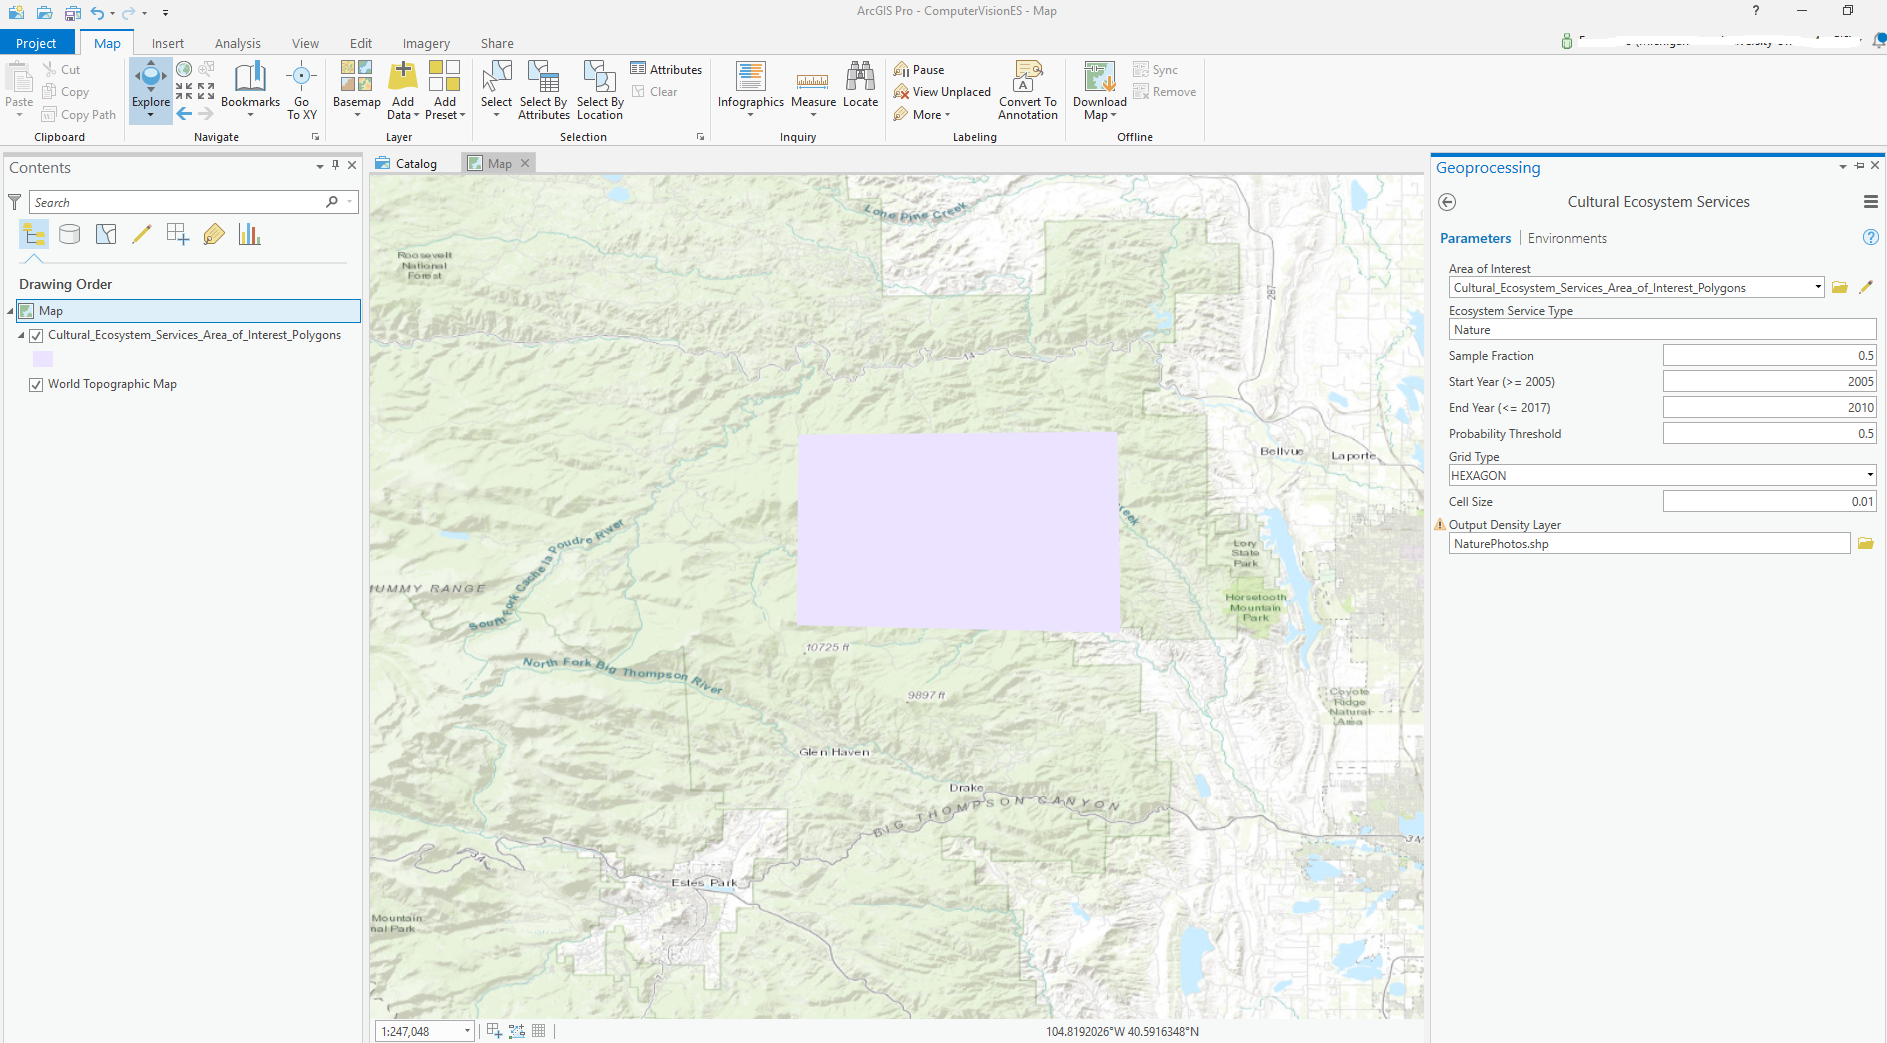 ArcGIS Pro - ComputerVisionES - Map
?
Project
Map
Insert
Analysis
View
Edit
Imagery
Share
Paste
Cut
Copy
Copy Path
Clipboard
Explore
Bookmarks
Go
To XY
Navigate
Basemap
Add
Data
Add
Preset
Layer
Select
Select By
Attributes
Select By
Location
Attributes
Clear
Selection
Infographics
Measure
Locate
Inquiry
Pause
View Unplaced
More
Convert To
Annotation
Labeling
Download
Map
Sync
Remove
Offline
Contents
Search
Drawing Order
Map
Cultural_Ecosystem_Services_Area_of_Interest_Polygons
World Topographic Map
Catalog
Map
Lone Pine Creek
Roosevelt
National
Forest
287
14
Bellvue
Laporte
South Fork Cache la Poudre River
MUMMY RANGE
Lory
State
Park
Horsetooth
Mountain
Park
10725 ft
North Fork Big Thompson River
9897 ft
Coyote
Ridge
Natural
Area
Glen Haven
Drake
BIG THOMPSON CANYON
34
34
Estes Park
Mountain
nal Park
1:247,048
104.8192026°W 40.5916348°N
Geoprocessing
Cultural Ecosystem Services
Parameters
Environments
?
Area of Interest
Cultural_Ecosystem_Services_Area_of_Interest_Polygons
Ecosystem Service Type
Nature
Sample Fraction
0.5
Start Year (>= 2005)
2005
End Year (<= 2017)
2010
Probability Threshold
0.5
Grid Type
HEXAGON
Cell Size
0.01
Output Density Layer
NaturePhotos.shp